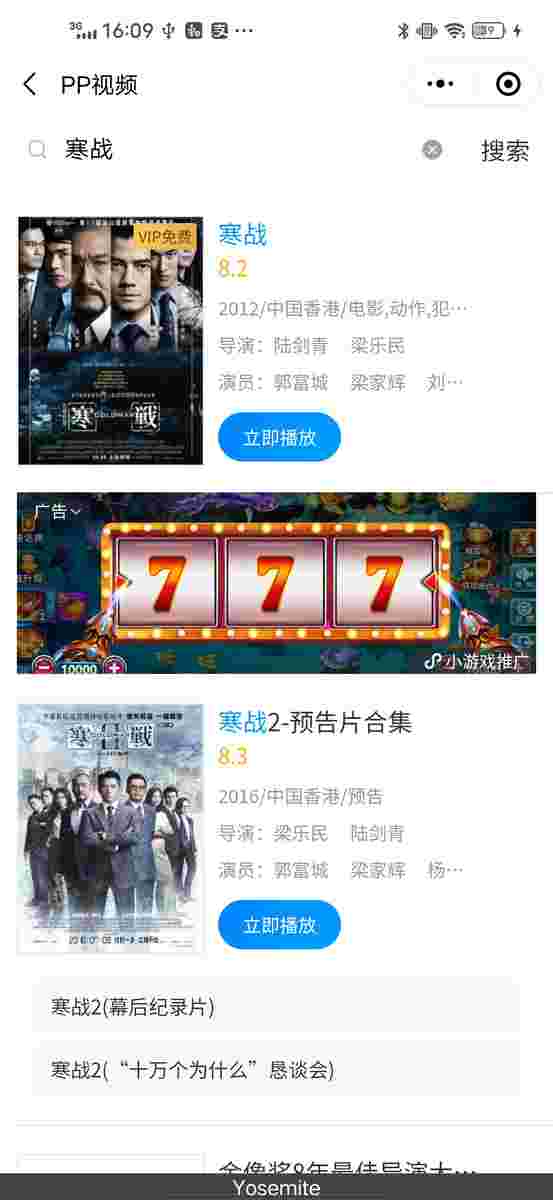 3G 16:09
PP视频
寒战
搜索
VIP免费
寒战
8.2
2012/中国香港/电影,动作,犯…
导演：陆剑青 梁乐民
演员：郭富城 梁家辉 刘…
寒 COLDWAR 戰
立即播放
广告
7 7 7
10000
小游戏推广
寒 戰
寒战2-预告片合集
8.3
2016/中国香港/预告
导演：梁乐民 陆剑青
演员：郭富城 梁家辉 杨…
立即播放
寒战2(幕后纪录片)
寒战2(“十万个为什么”恳谈会)
Yosemite